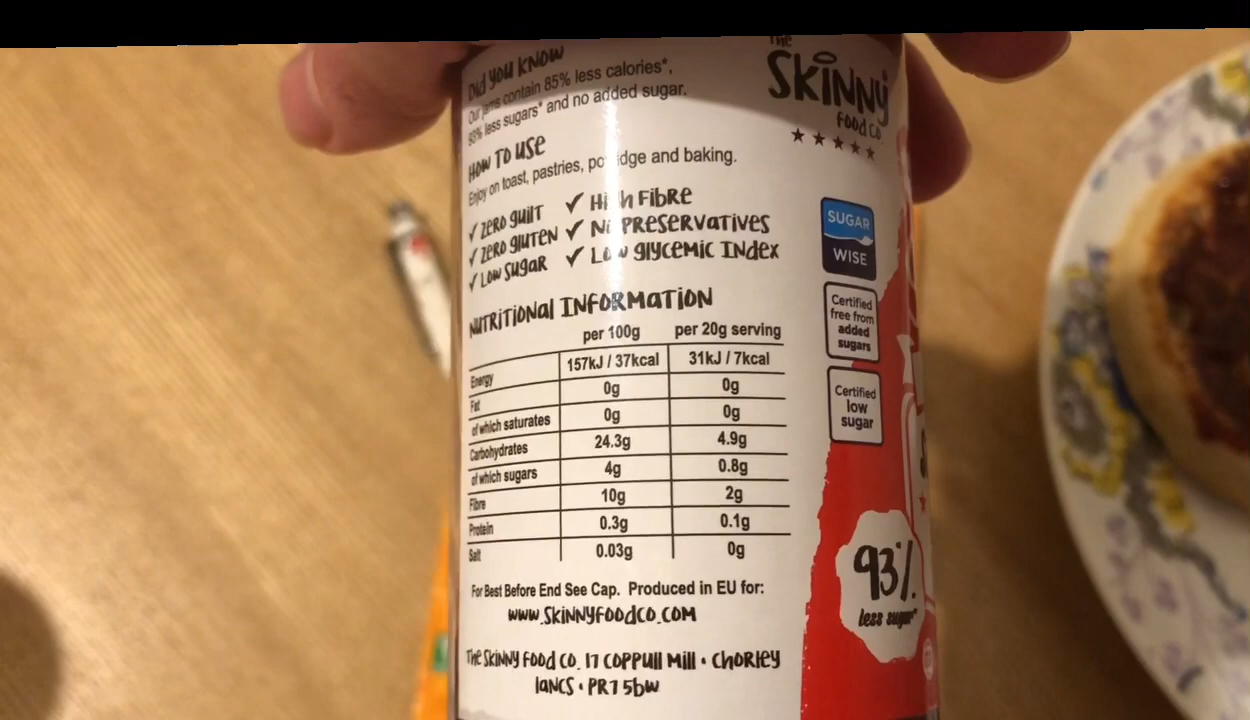 Did you know
Our jams contain 85% less calories*,
93% less sugars* and no added sugar.
How to use
Enjoy on toast, pastries, porridge and baking.
✓ Zero guilt ✓ High Fibre
✓ Zero gluten ✓ No Preservatives
✓ Low sugar ✓ Low glycemic Index
Nutritional Information
per 100g per 20g serving
Energy 157kJ / 37kcal 31kJ / 7kcal
Fat 0g 0g
of which saturates 0g 0g
Carbohydrates 24.3g 4.9g
of which sugars 4g 0.8g
Fibre 10g 2g
Protein 0.3g 0.1g
Salt 0.03g 0g
For Best Before End See Cap. Produced in EU for:
www.skinnyfoodco.com
The Skinny Food Co. 17 Coppull Mill • Chorley
Lancs • PR7 5BW
The
SKINNY
FOOD CO
SUGAR
WISE
Certified
free from
added
sugars
Certified
low
sugar
93%
less sugar*